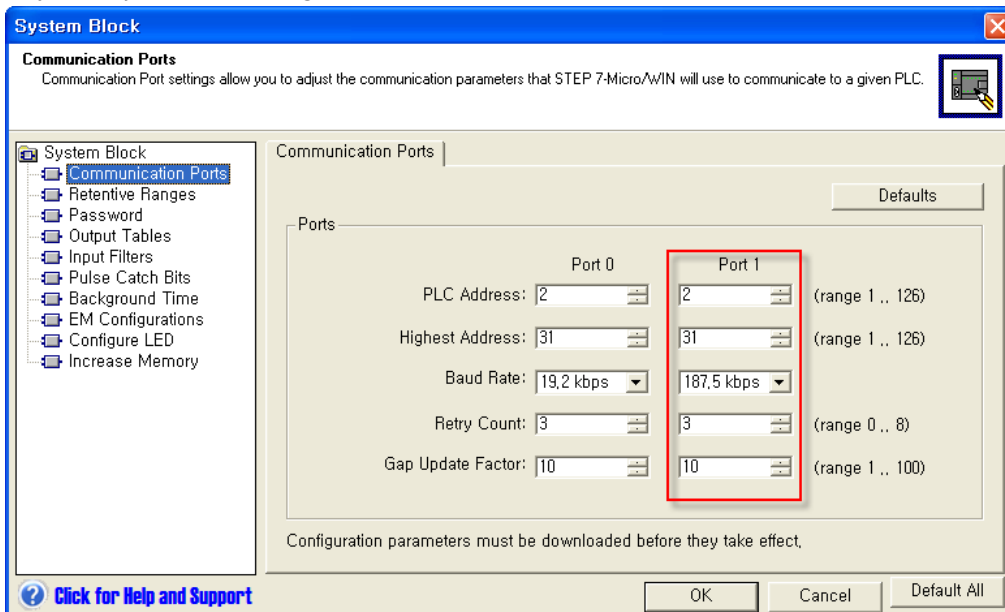 System Block
Communication Ports
Communication Port settings allow you to adjust the communication parameters that STEP 7-Micro/WIN will use to communicate to a given PLC.
System Block
Communication Ports
Retentive Ranges
Password
Output Tables
Input Filters
Pulse Catch Bits
Background Time
EM Configurations
Configure LED
Increase Memory
Communication Ports
Defaults
Ports
Port 0 Port 1
PLC Address: 2 2 (range 1 .. 126)
Highest Address: 31 31 (range 1 .. 126)
Baud Rate: 19.2 kbps 187.5 kbps
Retry Count: 3 3 (range 0 .. 8)
Gap Update Factor: 10 10 (range 1 .. 100)
Configuration parameters must be downloaded before they take effect.
Click for Help and Support
OK Cancel Default All